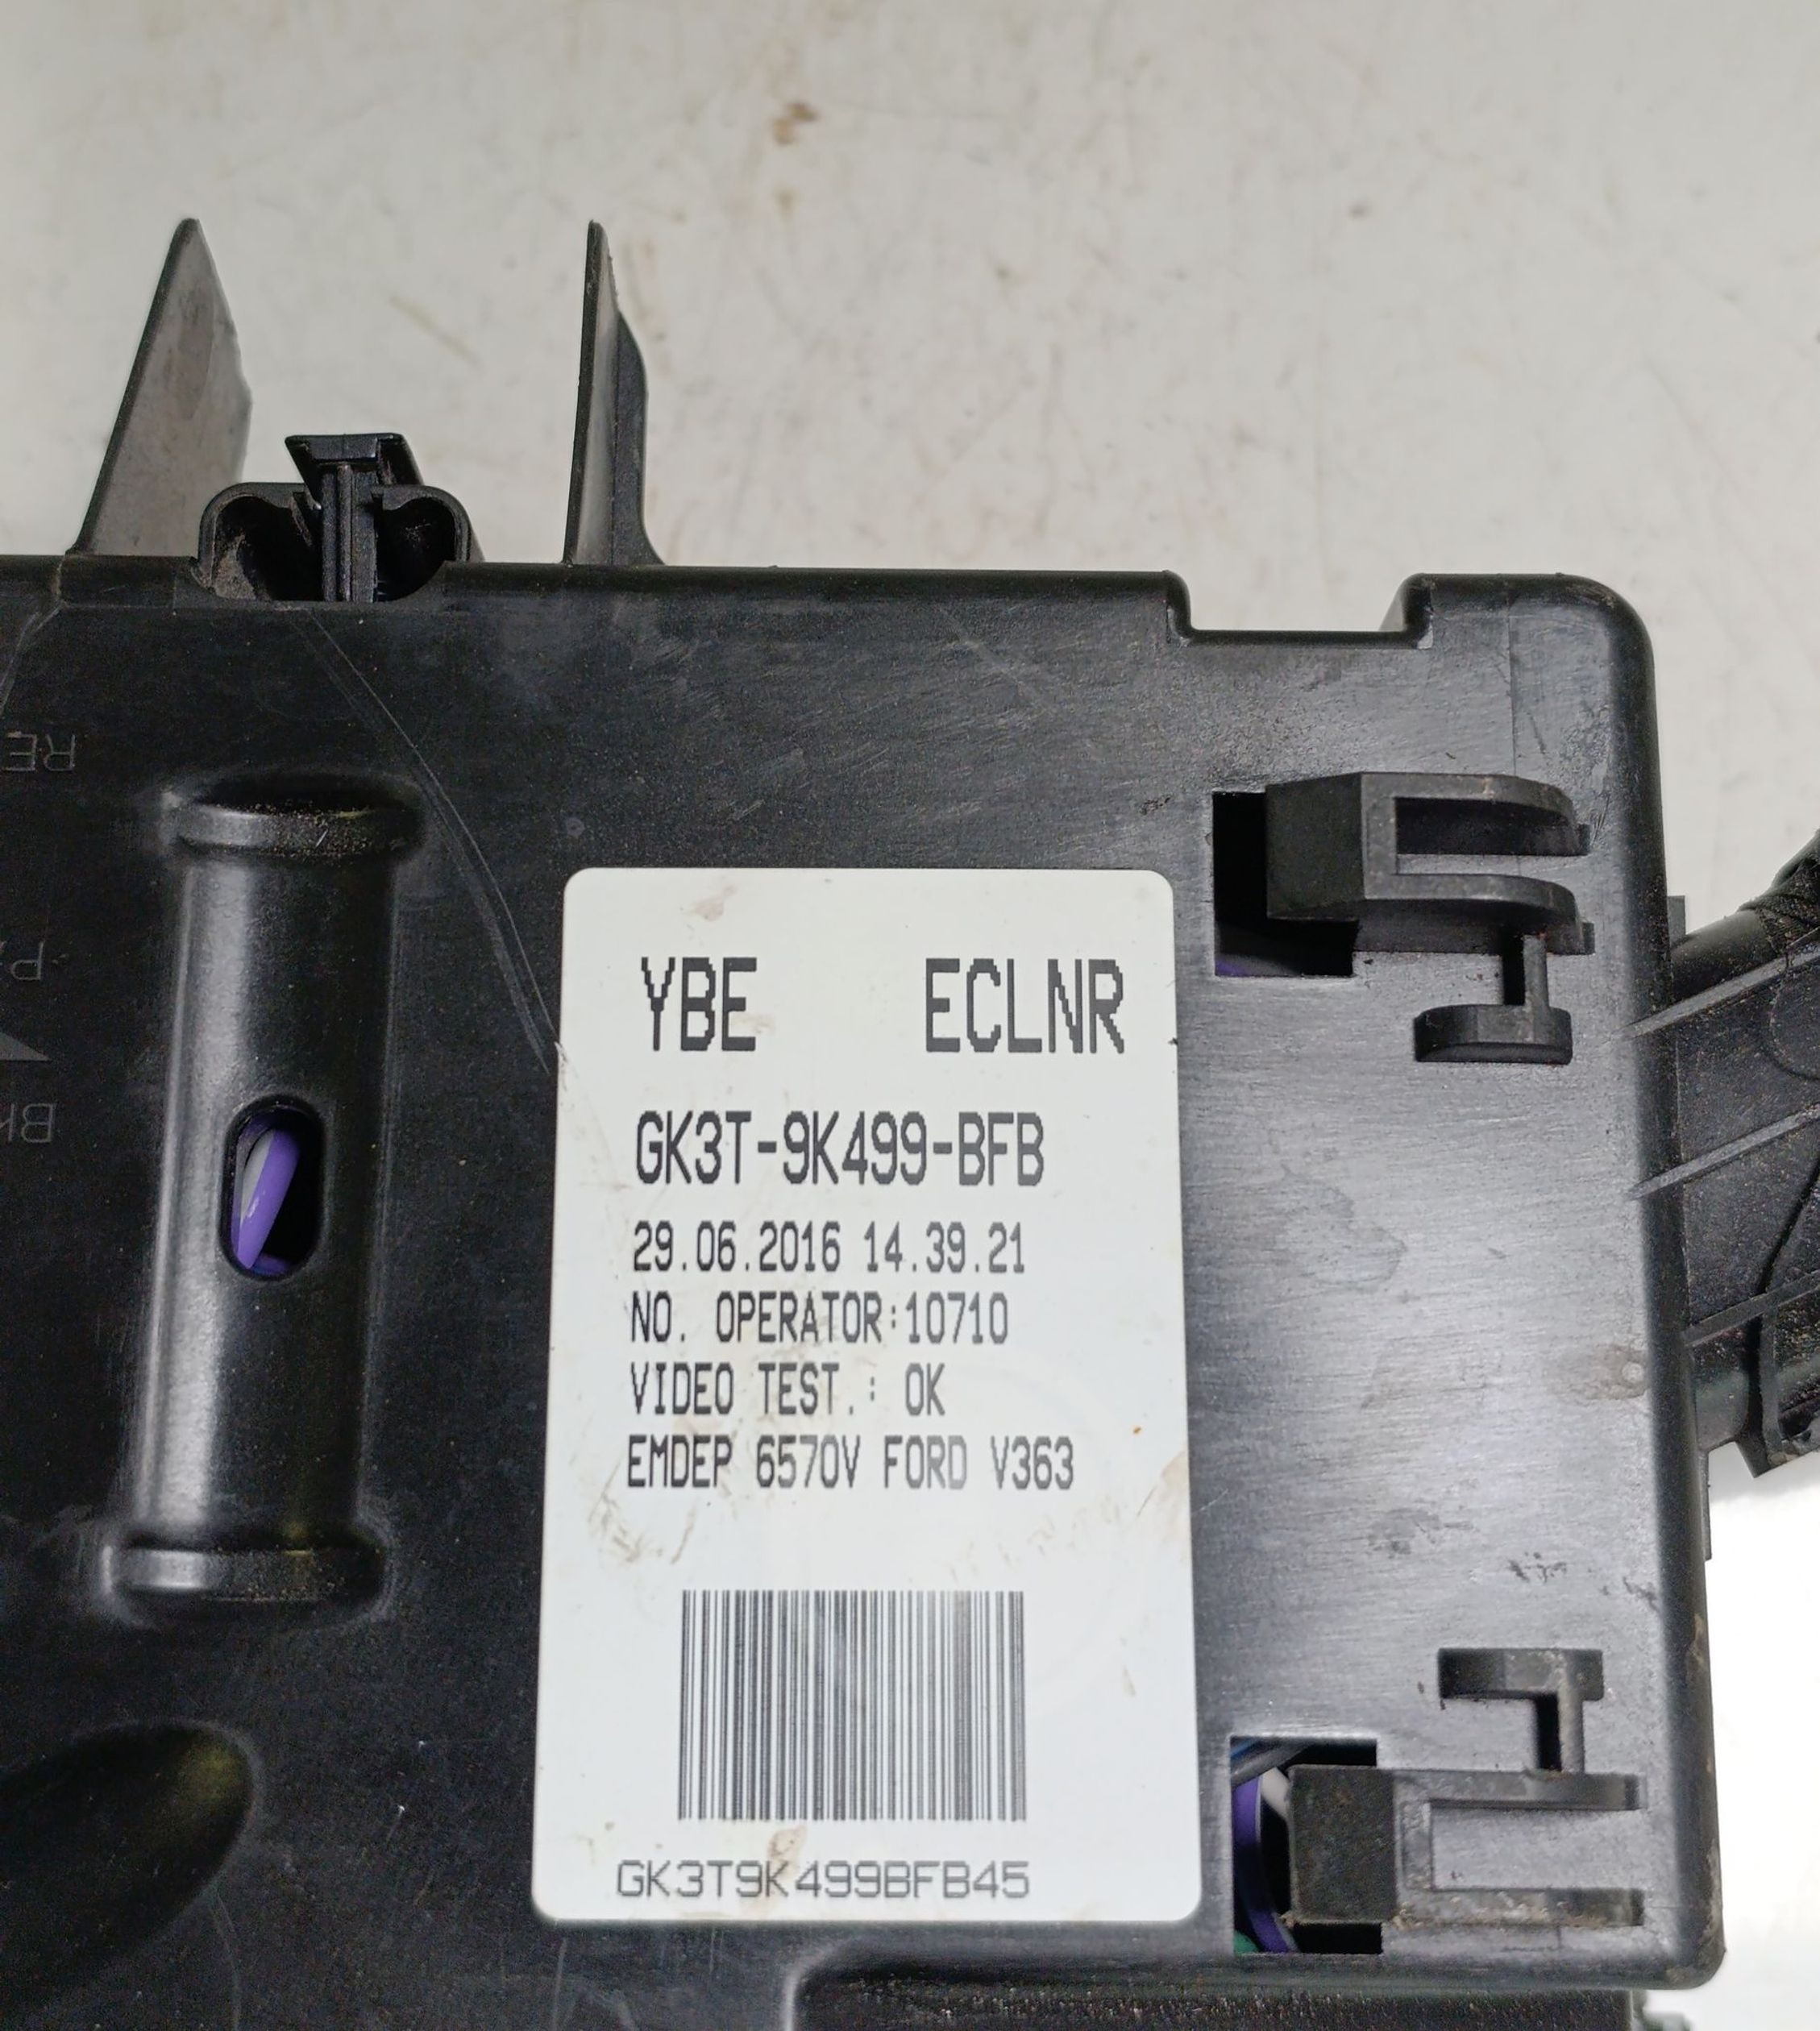 YBE ECLNR
GK3T-9K499-BFB
29.06.2016 14.39.21
NO. OPERATOR:10710
VIDEO TEST.: OK
EMDEP 6570V FORD V363
GK3T9K499BFB45